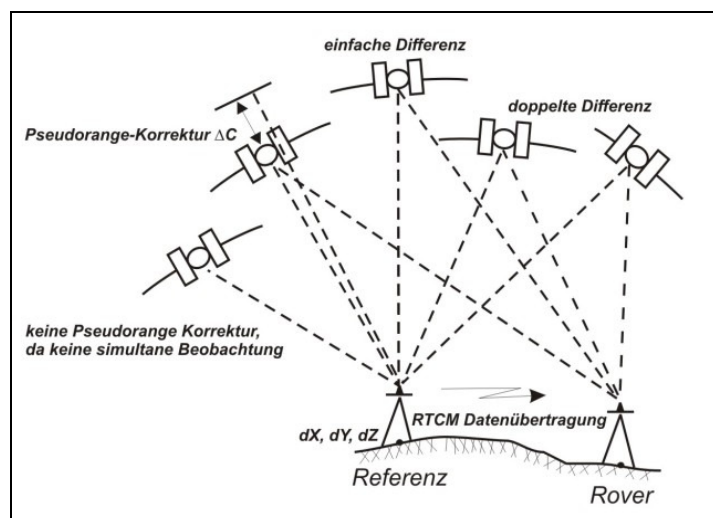 einfache Differenz
doppelte Differenz
Pseudorange-Korrektur ΔC
keine Pseudorange Korrektur,
da keine simultane Beobachtung
RTCM Datenübertragung
dX, dY, dZ
Referenz
Rover